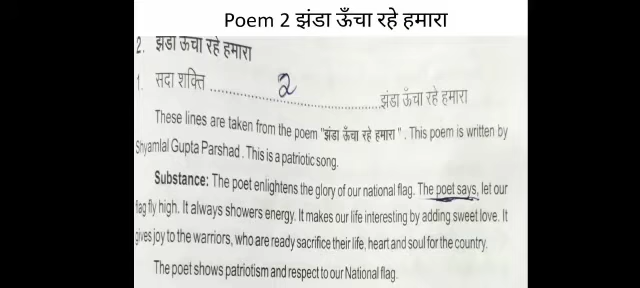 Poem 2 झंडा ऊँचा रहे हमारा
2. झंडा ऊँचा रहे हमारा
1. सदा शक्ति ........................................झंडा ऊँचा रहे हमारा
2
These lines are taken from the poem "झंडा ऊँचा रहे हमारा". This poem is written by
Shyamlal Gupta Parshad. This is a patriotic song.
Substance: The poet enlightens the glory of our national flag. The poet says, let our
flag fly high. It always showers energy. It makes our life interesting by adding sweet love. It
gives joy to the warriors, who are ready sacrifice their life, heart and soul for the country.
The poet shows patriotism and respect to our National flag.